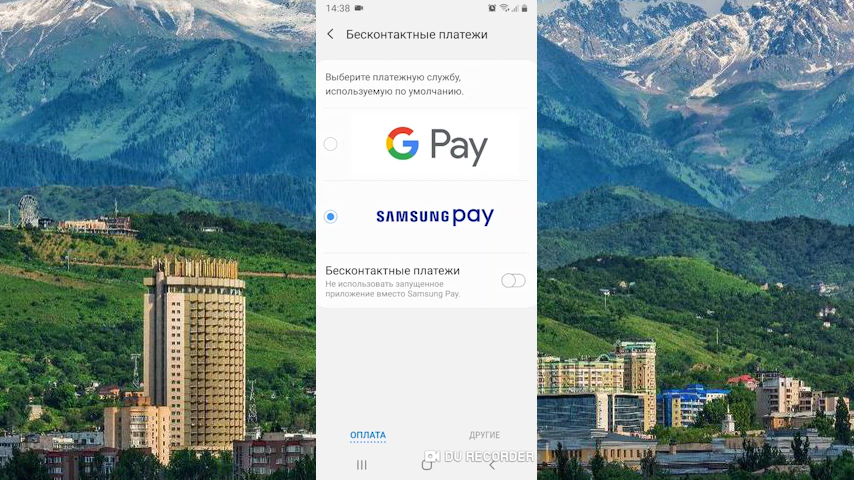 14:38
Бесконтактные платежи
Выберите платежную службу,
используемую по умолчанию.
G Pay
SAMSUNG pay
Бесконтактные платежи
Не использовать запущенное
приложение вместо Samsung Pay.
ОПЛАТА
ДРУГИЕ
DU RECORDER